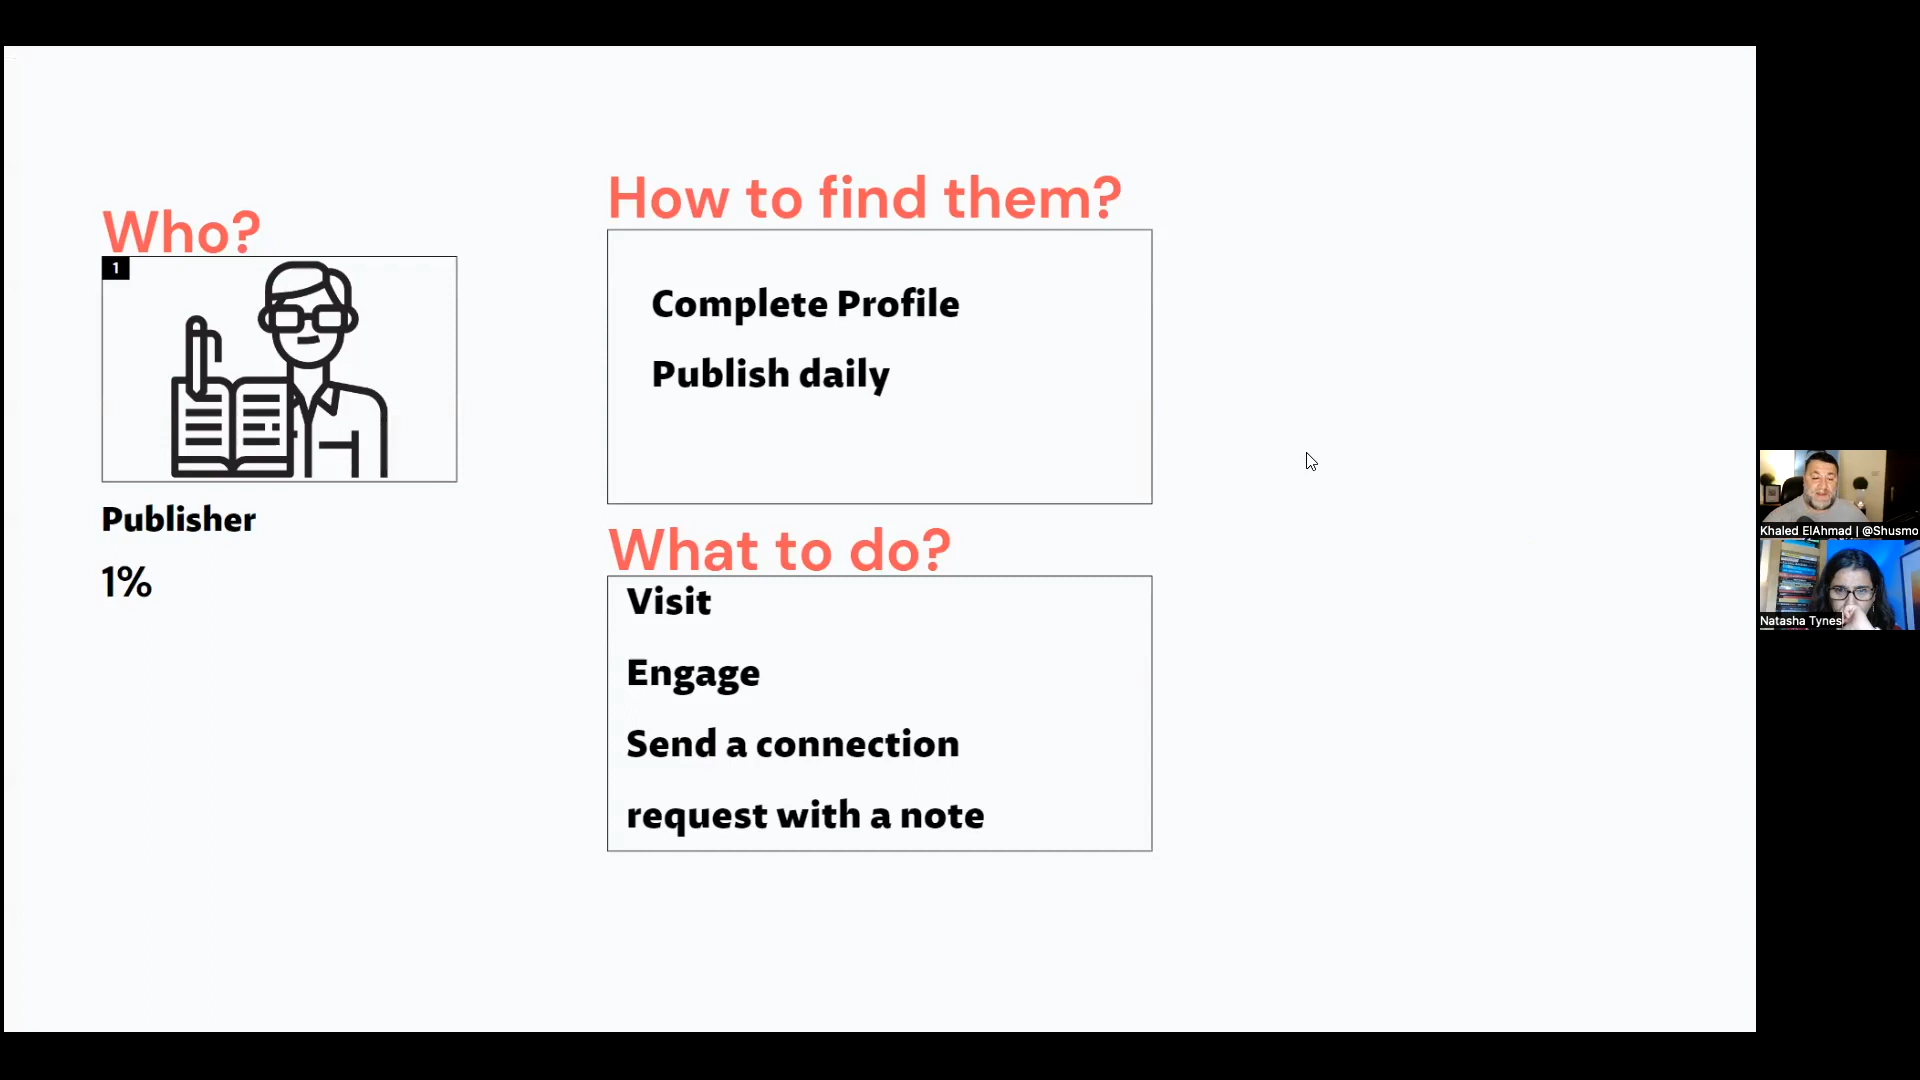 Who?
1
Publisher
1%
How to find them?
Complete Profile
Publish daily
What to do?
Visit
Engage
Send a connection
request with a note
Khaled ElAhmad | @Shusmo
Natasha Tynes